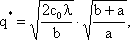 q* = √(2c₀λ / b) · √((b + a) / a),